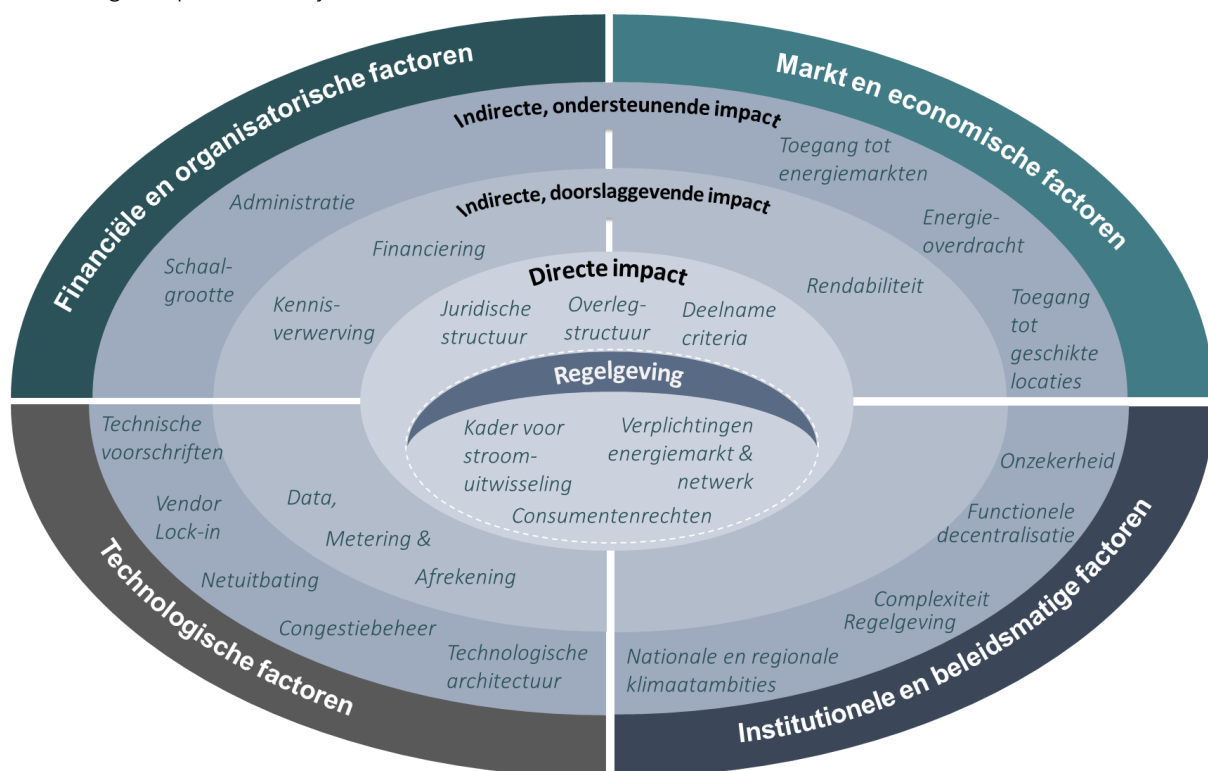 Financiële en organisatorische factoren
Markt en economische factoren
Indirecte, ondersteunende impact
Toegang tot
energiemarkten
Administratie
Indirecte, doorslaggevende impact
Energie-
overdracht
Financiering
Schaal-
grootte
Directe impact
Rendabiliteit
Kennis-
verwerving
Juridische
structuur
Overleg-
structuur
Deelname
criteria
Toegang
tot
geschikte
locaties
Regelgeving
Technische
voorschriften
Kader voor
stroom-
uitwisseling
Verplichtingen
energiemarkt &
netwerk
Onzekerheid
Vendor
Lock-in
Data,
Metering &
Afrekening
Consumentenrechten
Functionele
decentralisatie
Netuitbating
Congestiebeheer
Complexiteit
Regelgeving
Technologische
architectuur
Nationale en regionale
klimaatambities
Technologische factoren
Institutionele en beleidsmatige factoren